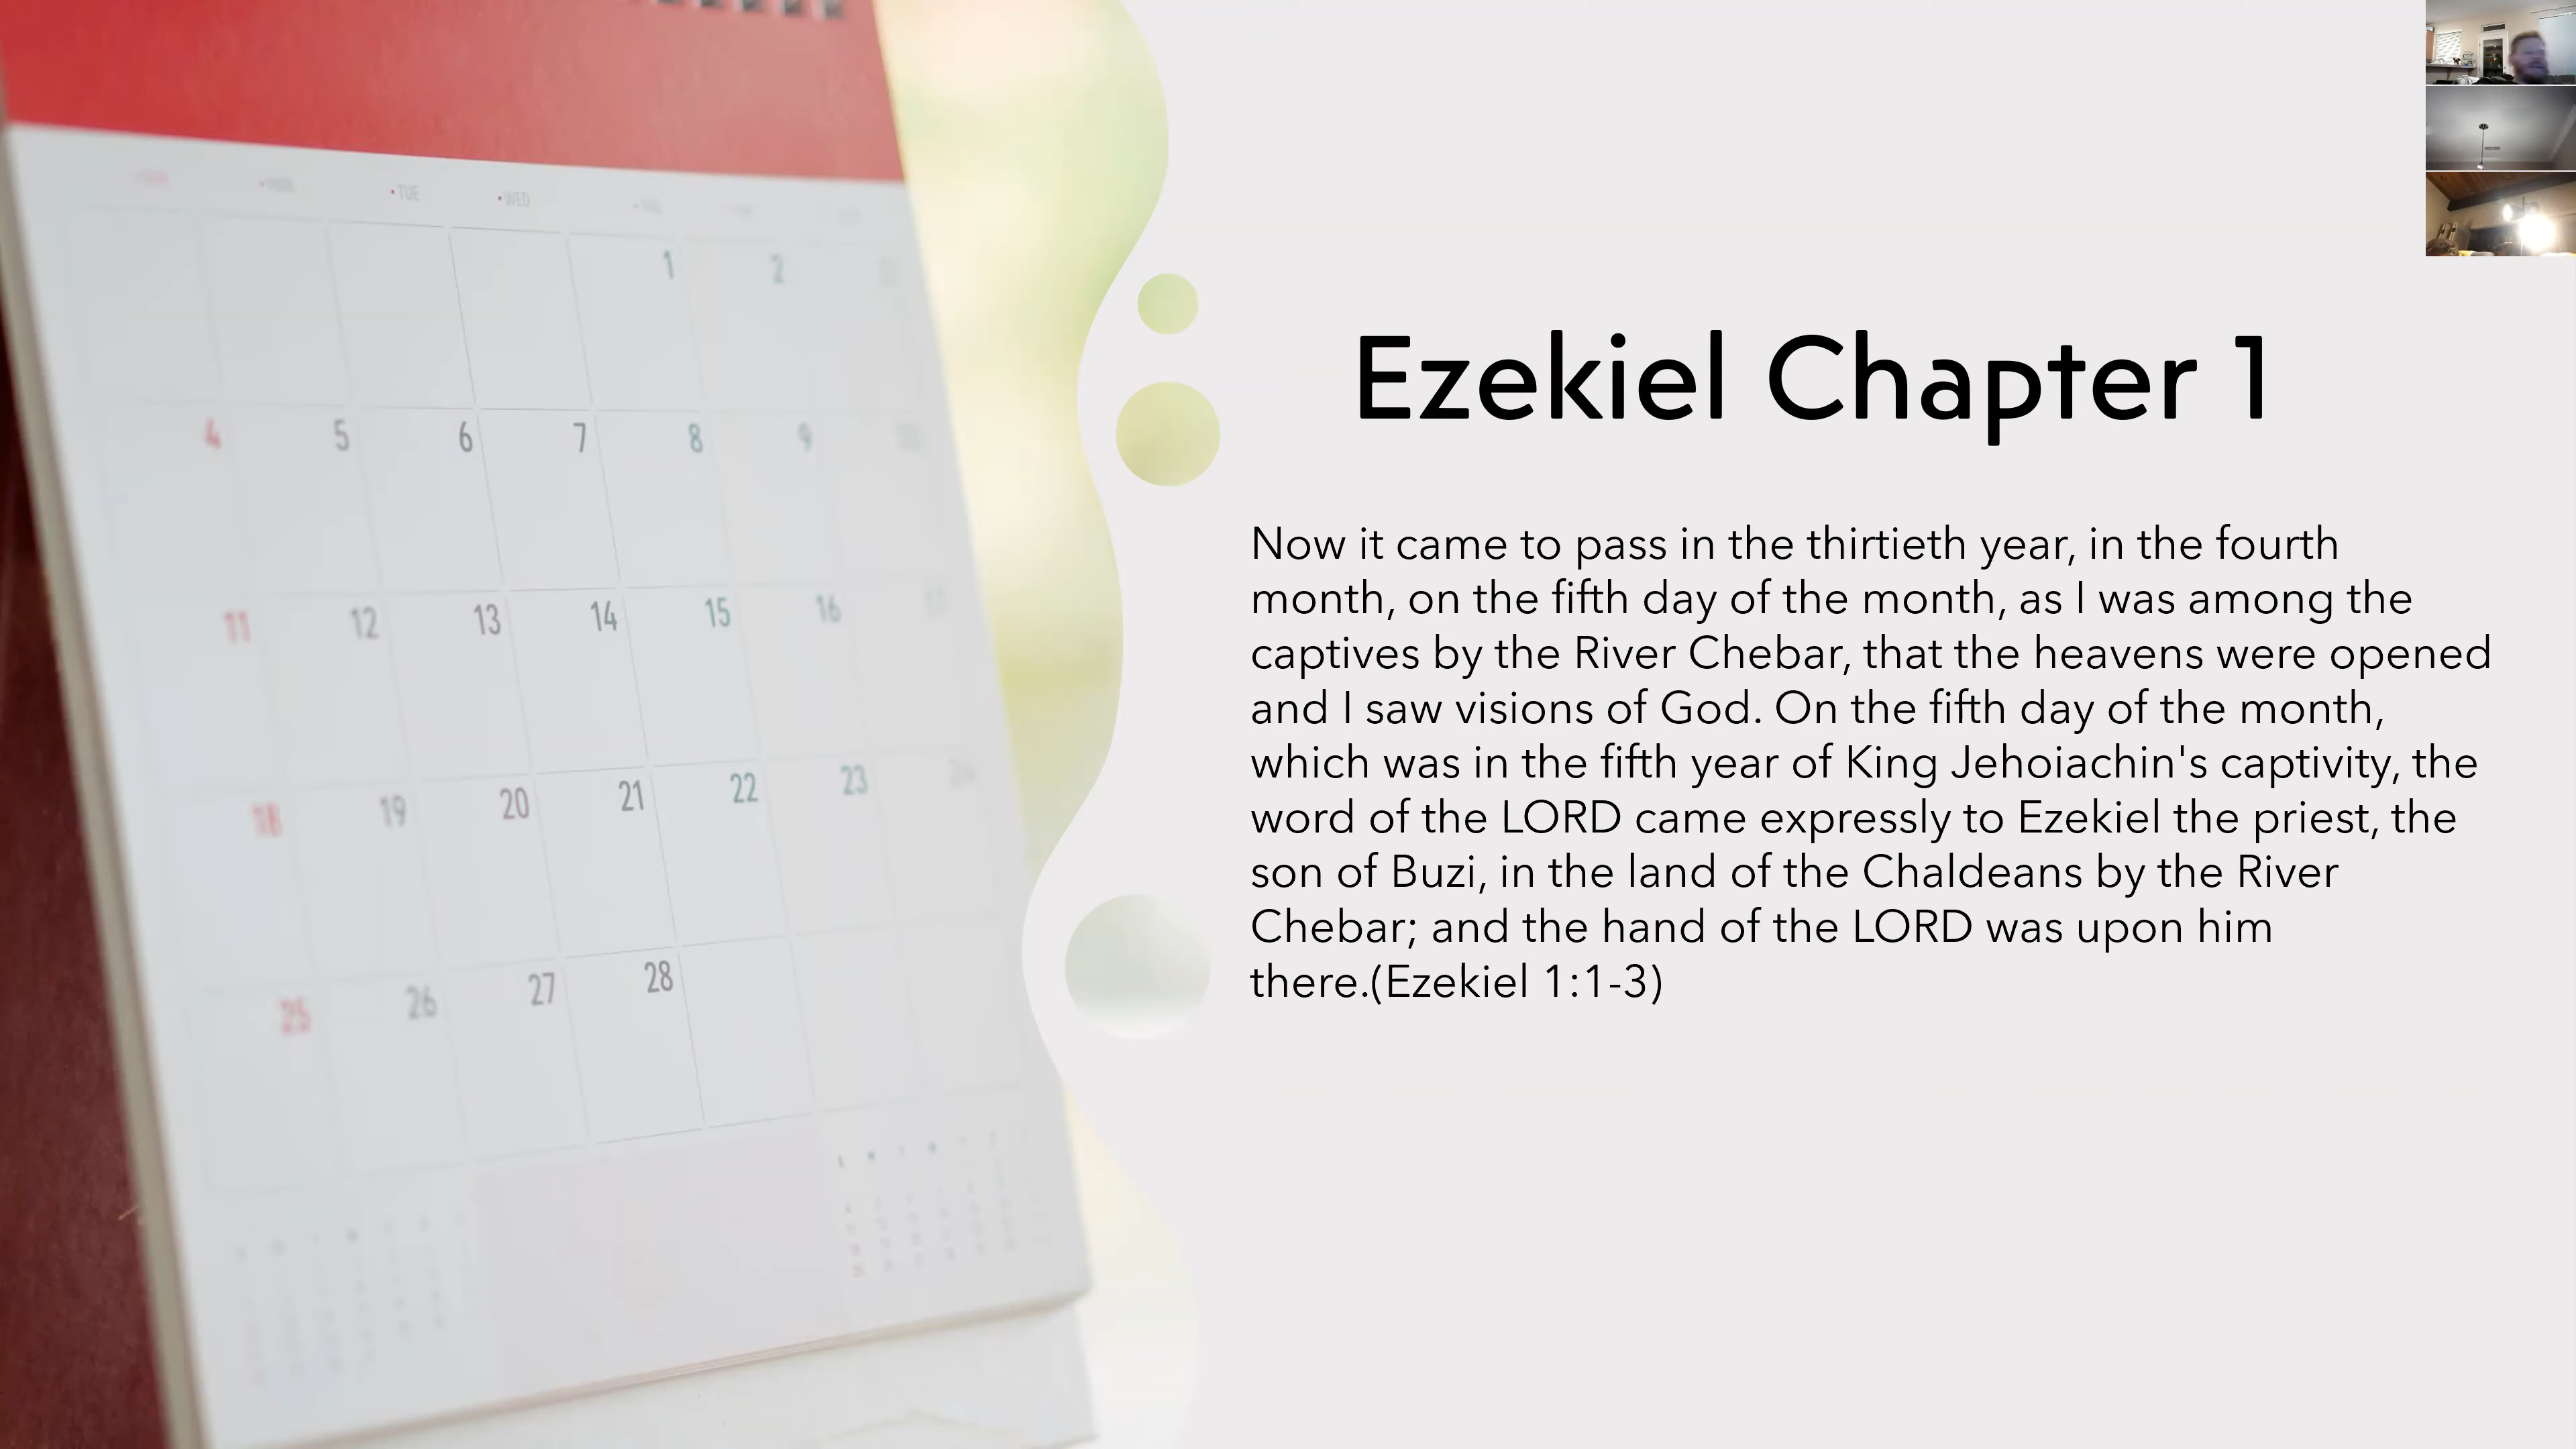 TUE WED
1 2
4 5 6 7 8 9
11 12 13 14 15 16
18 19 20 21 22 23
25 26 27 28
Ezekiel Chapter 1
Now it came to pass in the thirtieth year, in the fourth
month, on the fifth day of the month, as I was among the
captives by the River Chebar, that the heavens were opened
and I saw visions of God. On the fifth day of the month,
which was in the fifth year of King Jehoiachin's captivity, the
word of the LORD came expressly to Ezekiel the priest, the
son of Buzi, in the land of the Chaldeans by the River
Chebar; and the hand of the LORD was upon him
there.(Ezekiel 1:1-3)